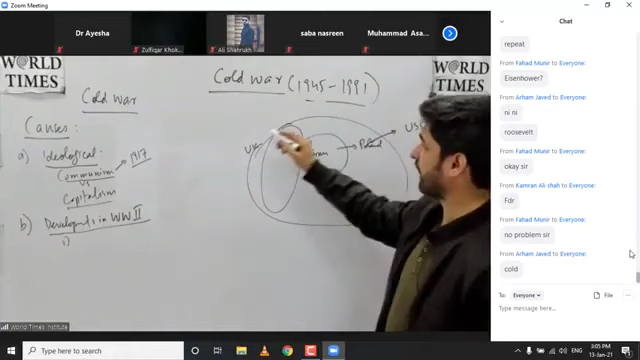 Zoom Meeting
Dr Ayesha
Zulfiqar Khok...
Ali Shahrukh
saba nasreen
Muhammad Asa...
WORLD
TIMES
Cold War
Cold War (1945 - 1991)
WORLD
TIMES
Causes:
a) Ideological:
Communism → 1917
vs
Capitalism
b) Developments in WW II
i)
UK
Poland
World Times Institute
Chat
repeat
From Fahad Munir to Everyone:
Eisenhower?
From Arham Javed to Everyone:
ni ni
roosevelt
From Fahad Munir to Everyone:
okay sir
From Kamran Ali shah to Everyone:
Fdr
From Fahad Munir to Everyone:
no problem sir
From Arham Javed to Everyone:
cold
To: Everyone
File
Type message here...
Type here to search
3:05 PM
13-Jan-21